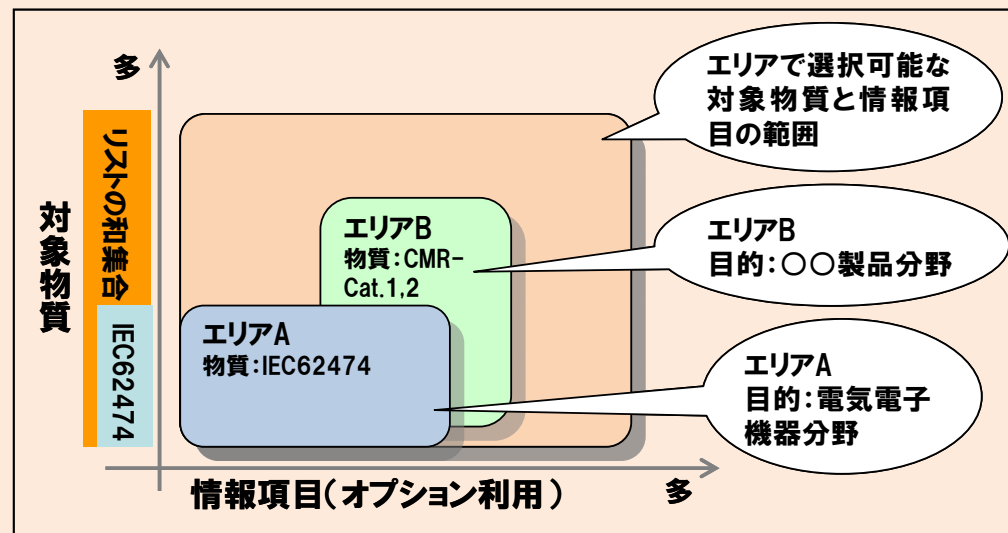 多
対象物質
リストの和集合
IEC62474
エリアで選択可能な
対象物質と情報項
目の範囲
エリアB
物質:CMR-
Cat.1,2
エリアB
目的:○○製品分野
エリアA
物質:IEC62474
エリアA
目的:電気電子
機器分野
情報項目(オプション利用)
多